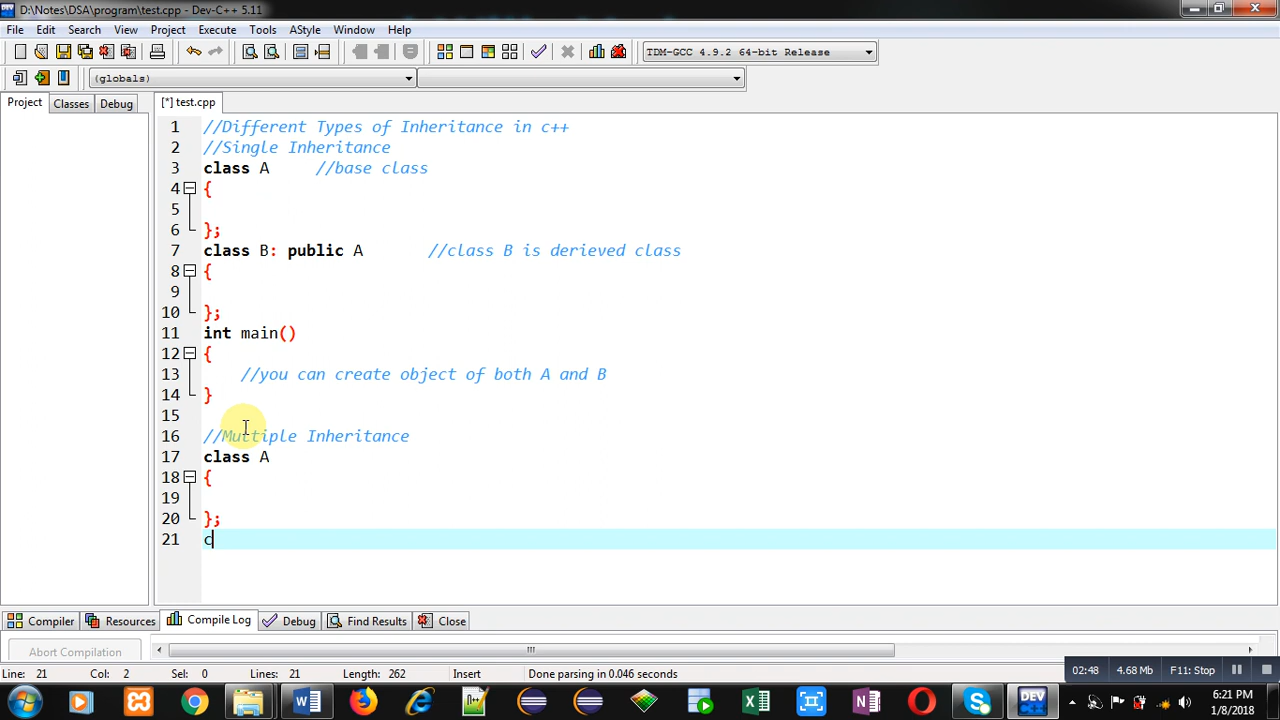 D:\Notes\DSA\program\test.cpp - Dev-C++ 5.11
File Edit Search View Project Execute Tools AStyle Window Help
TDM-GCC 4.9.2 64-bit Release
(globals)
Project Classes Debug [*] test.cpp
1 //Different Types of Inheritance in c++
2 //Single Inheritance
3 class A //base class
4 {
5
6 };
7 class B: public A //class B is derieved class
8 {
9
10 };
11 int main()
12 {
13 //you can create object of both A and B
14 }
15
16 //Multiple Inheritance
17 class A
18 {
19
20 };
21 c
Compiler Resources Compile Log Debug Find Results Close
Abort Compilation
Line: 21 Col: 2 Sel: 0 Lines: 21 Length: 262 Insert Done parsing in 0.046 seconds
02:48 4.68 Mb F11: Stop
6:21 PM
1/8/2018